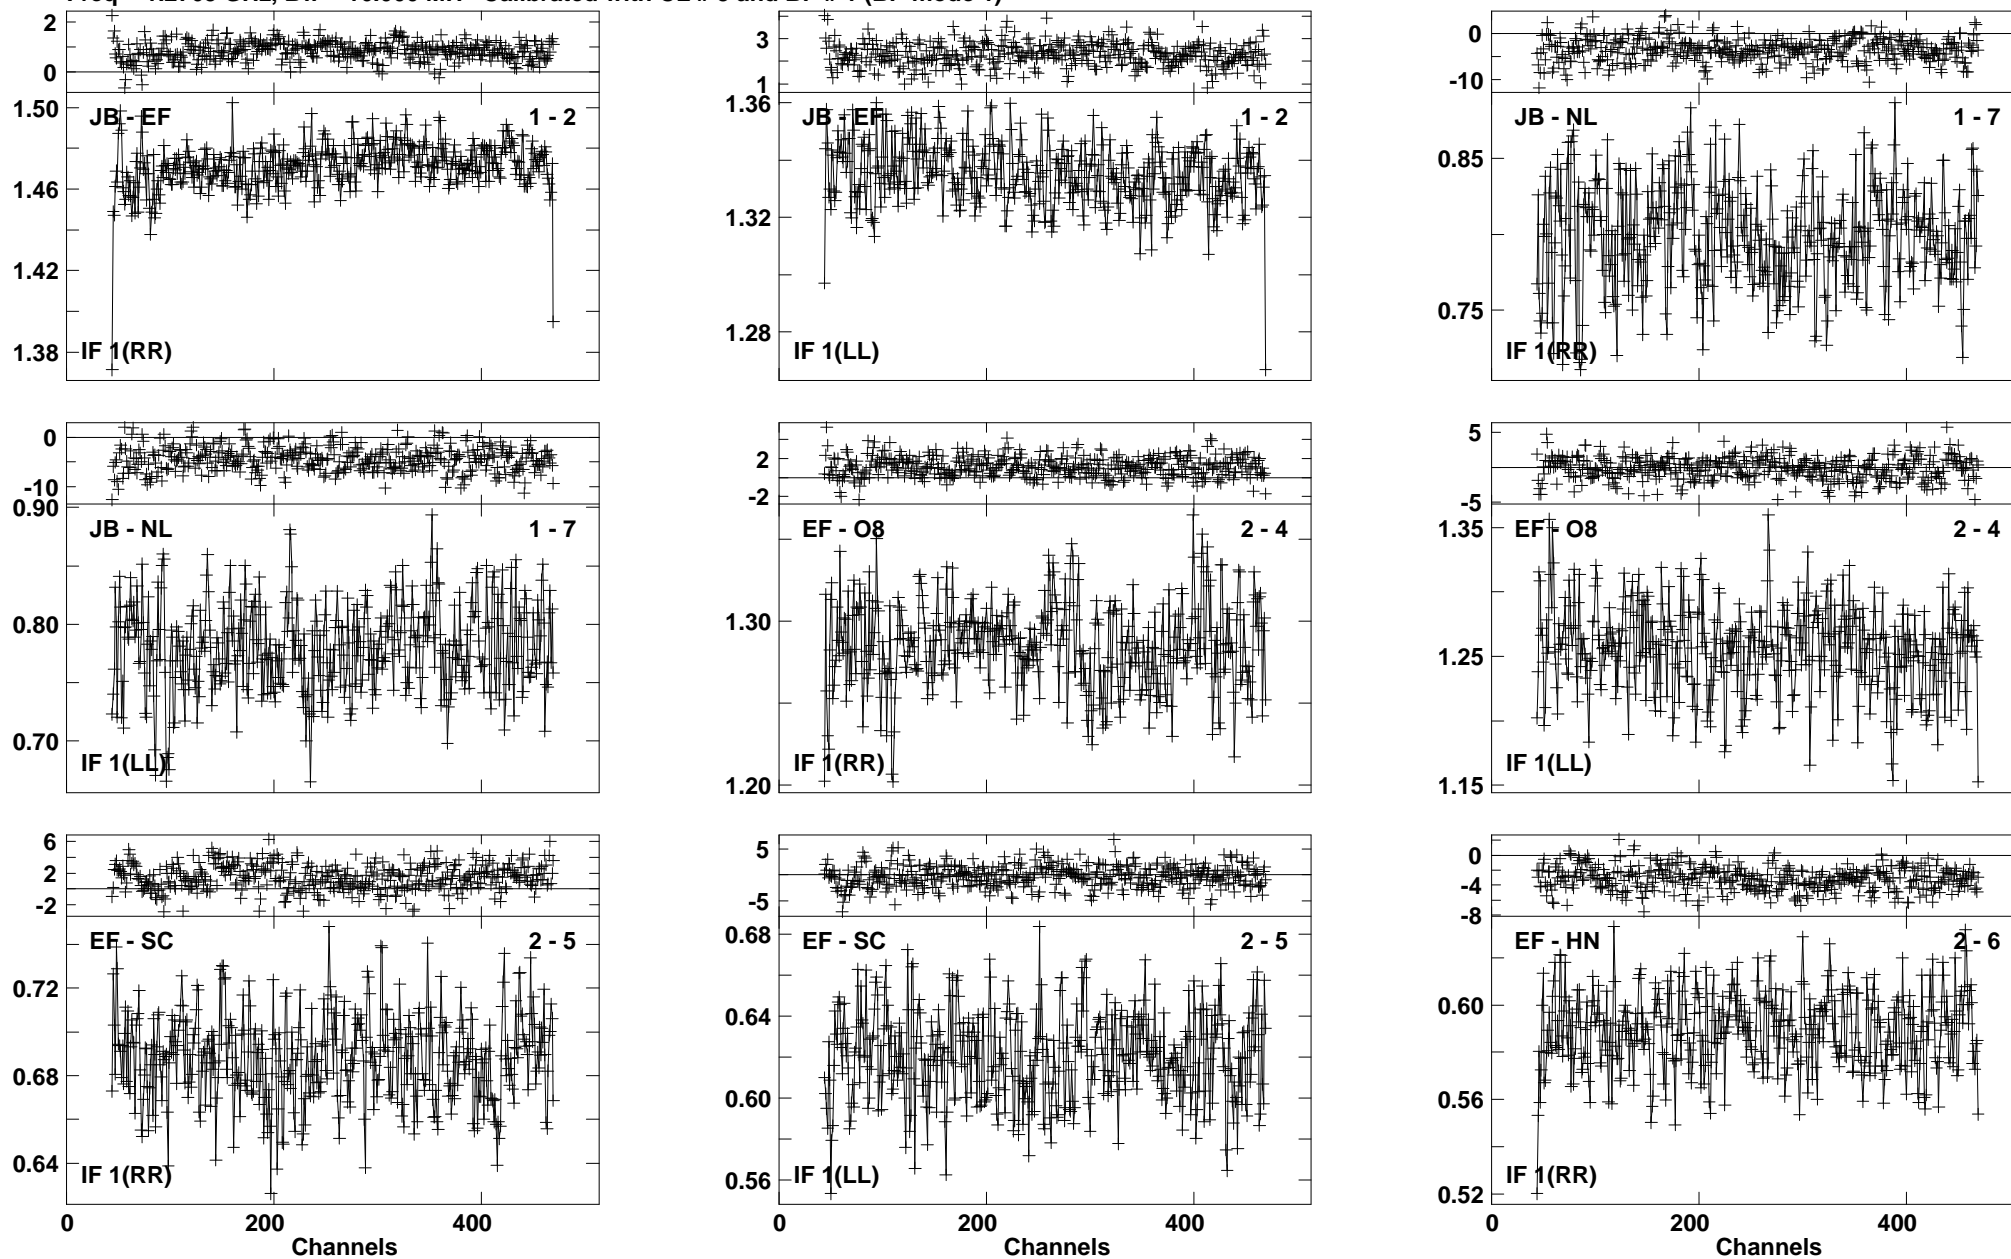 2
0
1.50
JB - EF 1 - 2
1.46
1.42
1.38
IF 1(RR)
3
1
1.36
JB - EF 1 - 2
1.32
1.28
IF 1(LL)
0
-10
JB - NL 1 - 7
0.85
0.75
IF 1(RR)
0
-10
0.90
JB - NL 1 - 7
0.80
0.70
IF 1(LL)
2
-2
EF - O8 2 - 4
1.30
1.20
IF 1(RR)
5
-5
1.35
EF - O8 2 - 4
1.25
1.15
IF 1(LL)
6
2
-2
EF - SC 2 - 5
0.72
0.68
0.64
IF 1(RR)
0 200 400
Channels
5
-5
0.68
EF - SC 2 - 5
0.64
0.60
0.56
IF 1(LL)
0 200 400
Channels
0
-4
-8
EF - HN 2 - 6
0.60
0.56
0.52
IF 1(RR)
0 200 400
Channels